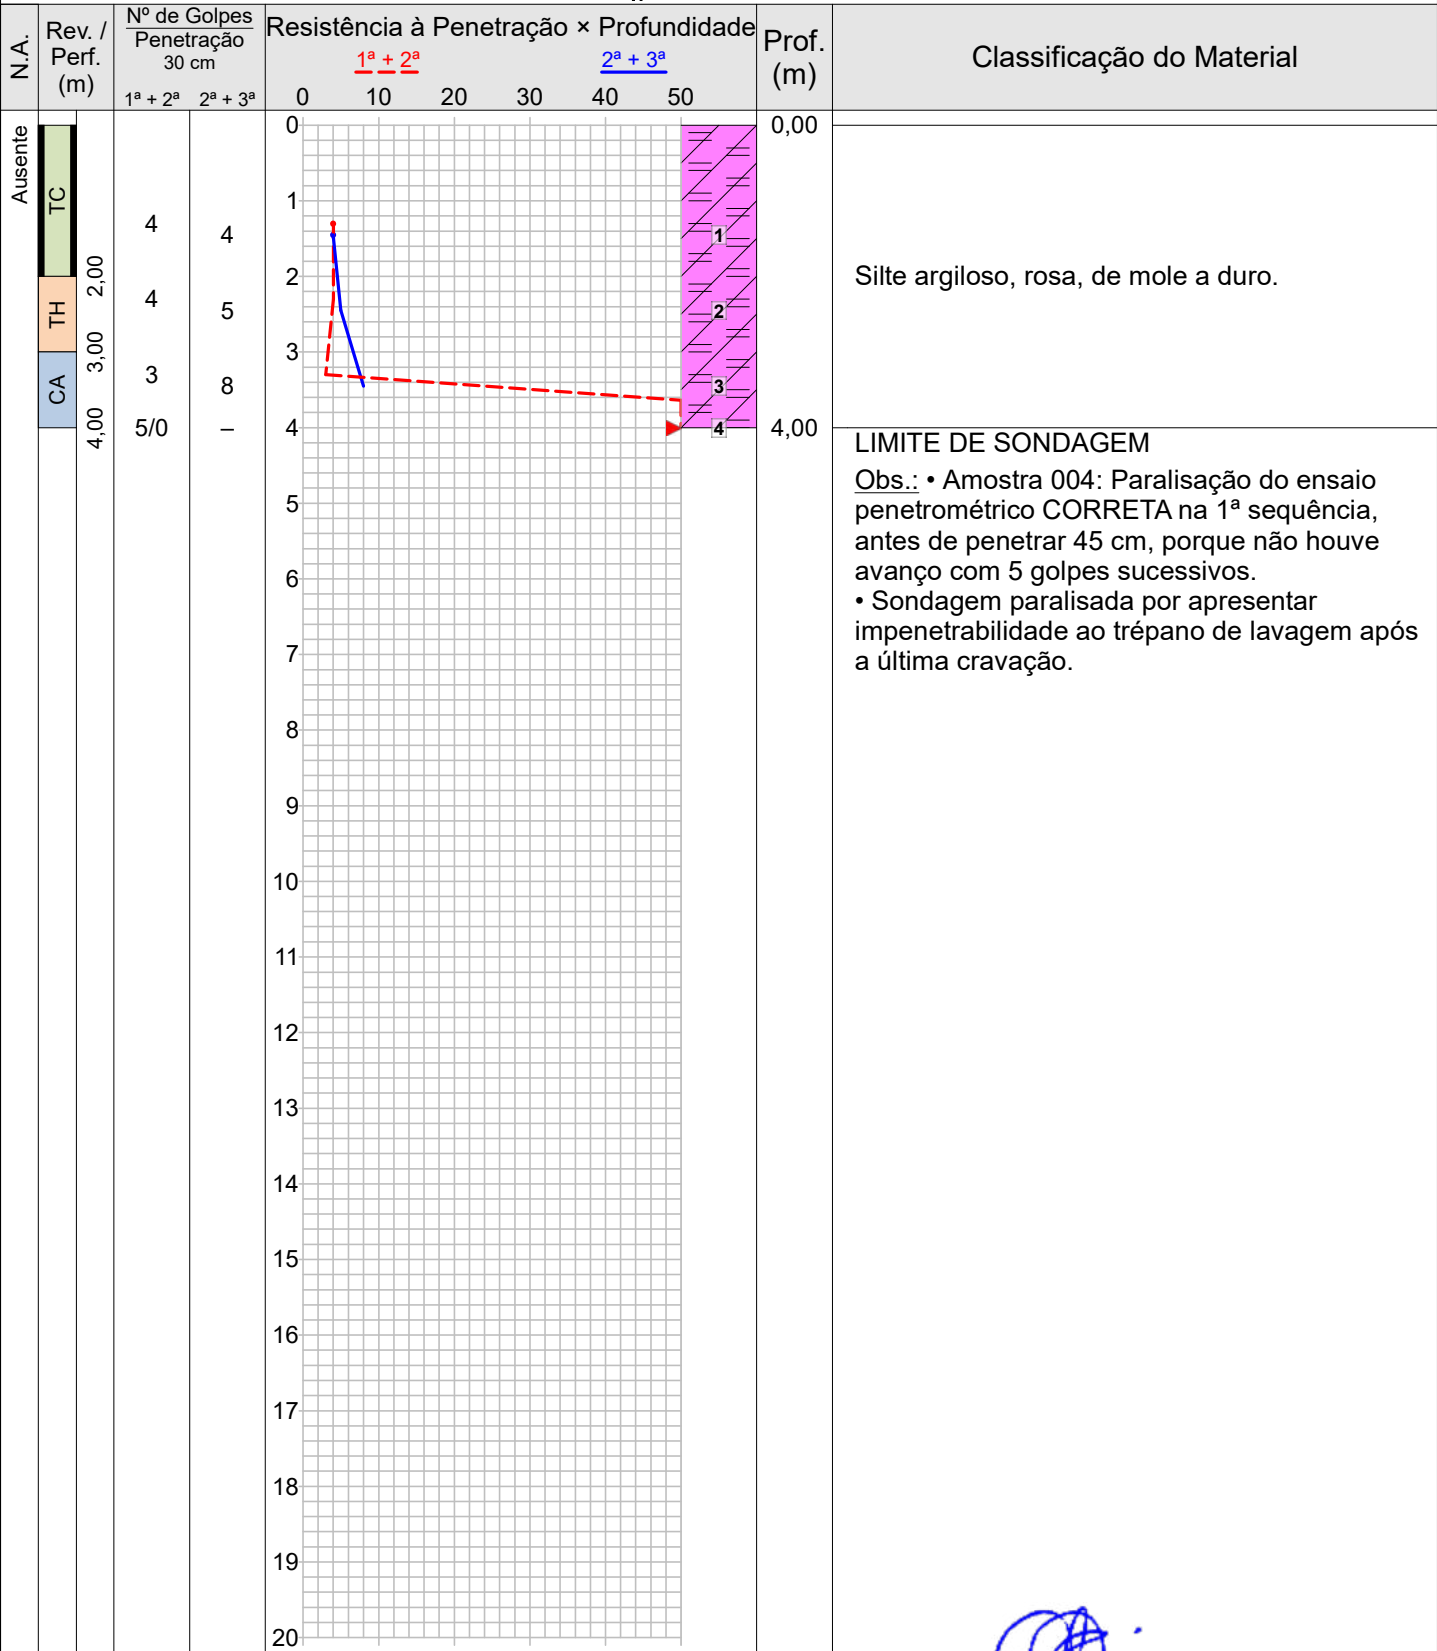 N.A.
Rev. /
Perf.
(m)
Nº de Golpes
Penetração
30 cm
1ª + 2ª 2ª + 3ª
Resistência à Penetração × Profundidade
1ª + 2ª 2ª + 3ª
0 10 20 30 40 50
Prof.
(m)
Classificação do Material
Ausente
TC
2,00
TH
3,00
CA
4,00
4 4
4 5
3 8
5/0 –
0
1
2
3
4
5
6
7
8
9
10
11
12
13
14
15
16
17
18
19
20
1
2
3
4
0,00
4,00
Silte argiloso, rosa, de mole a duro.
LIMITE DE SONDAGEM
Obs.: • Amostra 004: Paralisação do ensaio
penetrométrico CORRETA na 1ª sequência,
antes de penetrar 45 cm, porque não houve
avanço com 5 golpes sucessivos.
• Sondagem paralisada por apresentar
impenetrabilidade ao trépano de lavagem após
a última cravação.